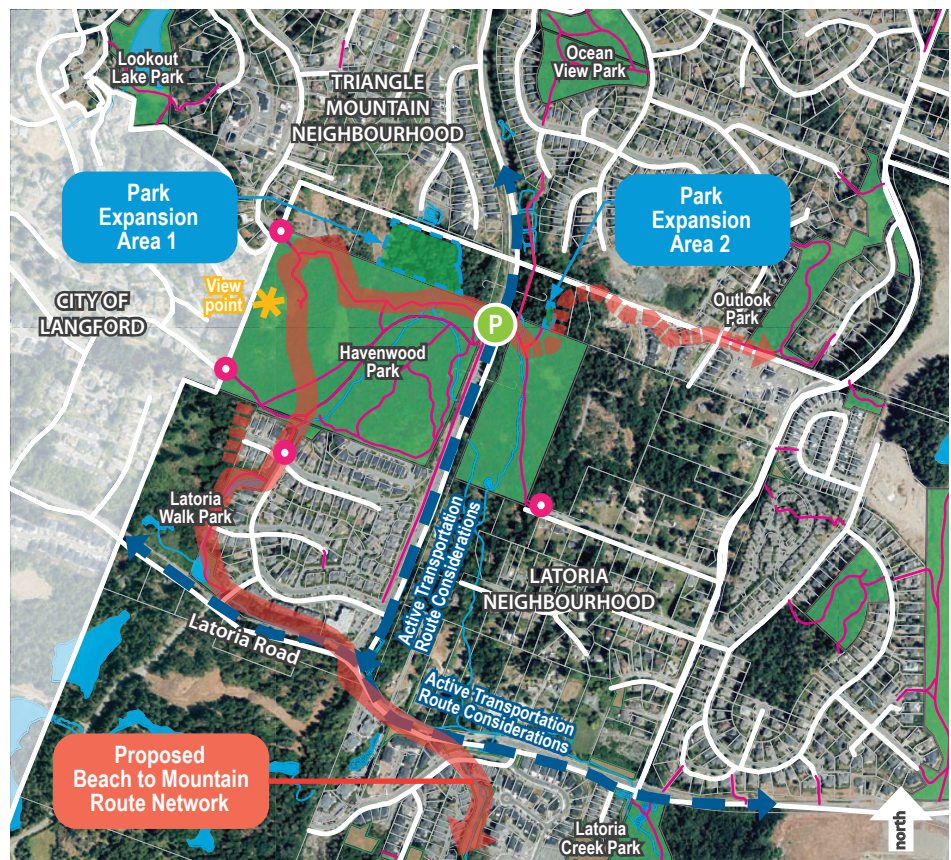 Lookout
Lake Park
TRIANGLE
MOUNTAIN
NEIGHBOURHOOD
Ocean
View Park
Park
Expansion
Area 1
Park
Expansion
Area 2
View
point
CITY OF
LANGFORD
P
Outlook
Park
Havenwood
Park
Latoria
Walk Park
Active Transportation
Route Considerations
LATORIA
NEIGHBOURHOOD
Latoria Road
Active Transportation
Route Considerations
Proposed
Beach to Mountain
Route Network
Latoria
Creek Park
north